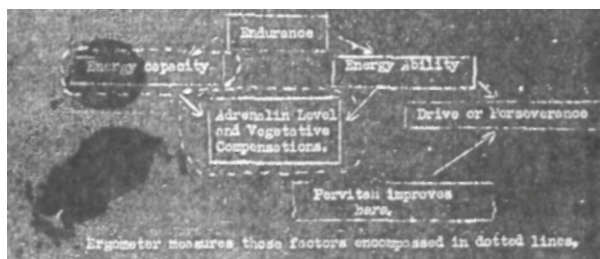 Endurance
Energy capacity.
Energy Ability
Adrenalin Level
and Vegetative
Compensations.
Drive or Perseverance
Pervitan improves
here.
Ergometer measures those factors encompassed in dotted lines.